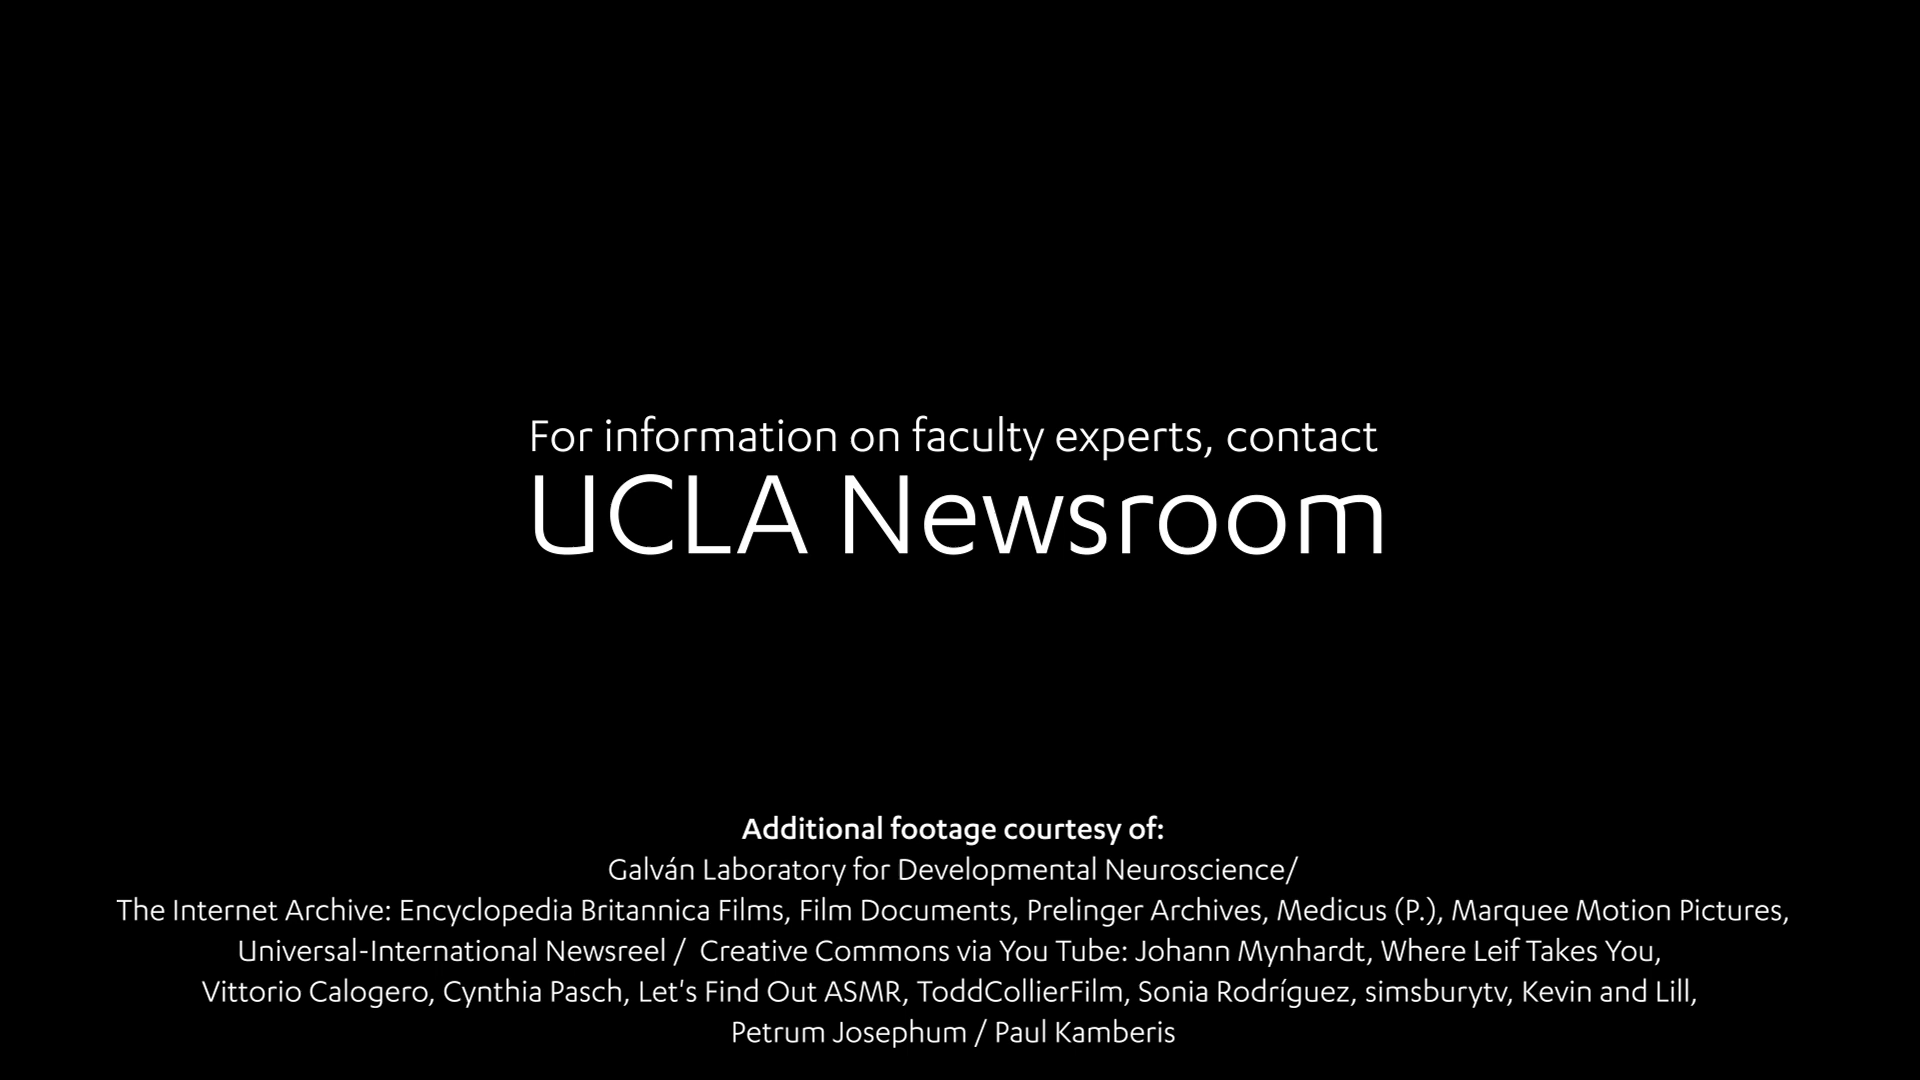 For information on faculty experts, contact
UCLA Newsroom
Additional footage courtesy of:
Galván Laboratory for Developmental Neuroscience/
The Internet Archive: Encyclopedia Britannica Films, Film Documents, Prelinger Archives, Medicus (P.), Marquee Motion Pictures,
Universal-International Newsreel / Creative Commons via You Tube: Johann Mynhardt, Where Leif Takes You,
Vittorio Calogero, Cynthia Pasch, Let's Find Out ASMR, ToddCollierFilm, Sonia Rodríguez, simsburytv, Kevin and Lill,
Petrum Josephum / Paul Kamberis